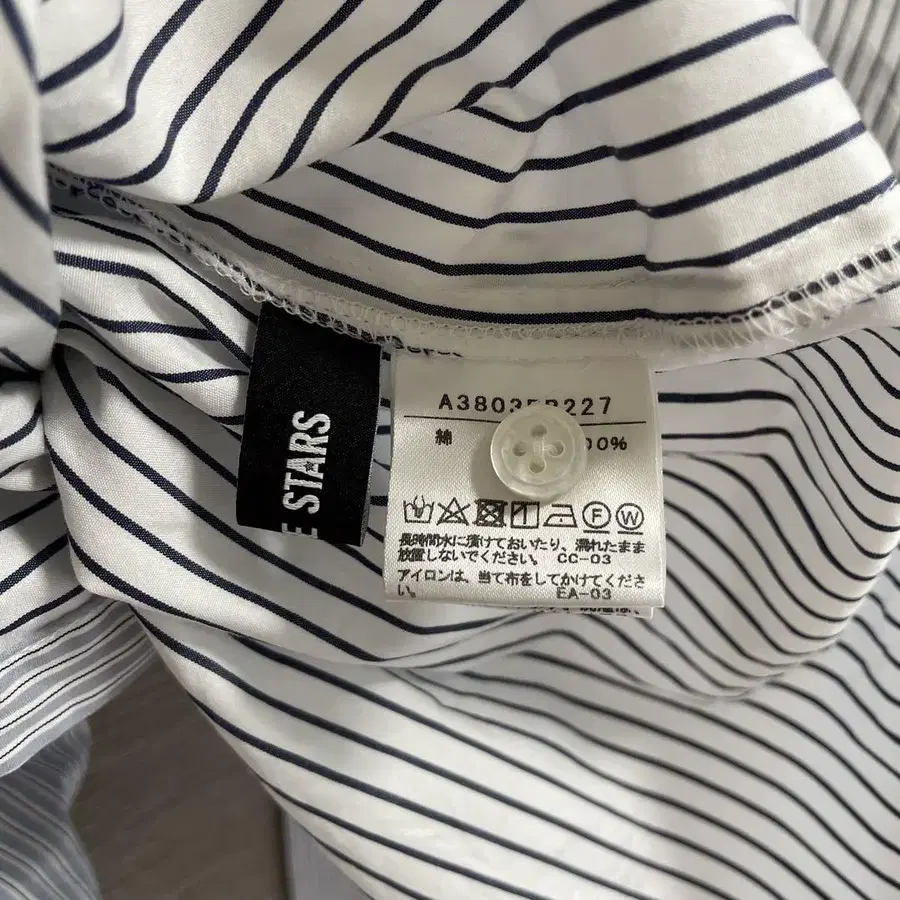 E STARS
A3803 227
綿 00%
F W
長時間水に漬けておいたり、濡れたまま
放置しないでください。 CC-03
アイロンは、当て布をしてかけてくださ
い。 EA-03